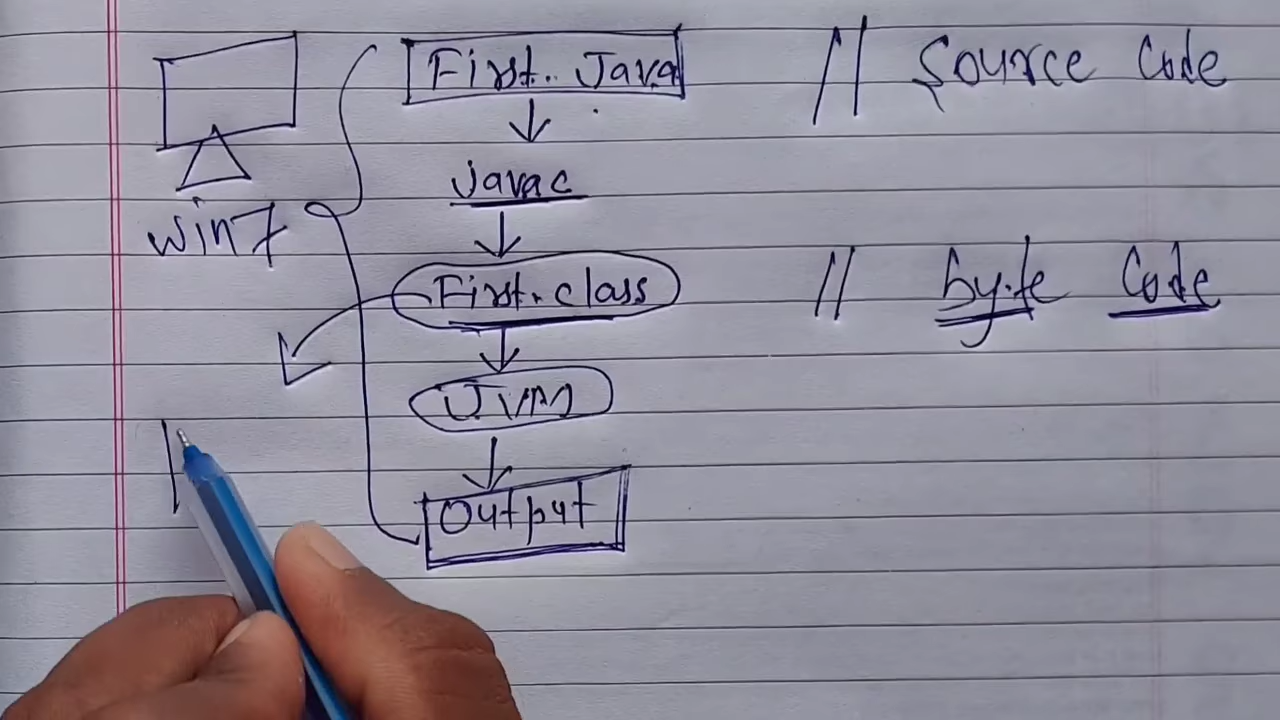 First. Java // Source Code
javac
win7
First.class // byte Code
JVM
Output